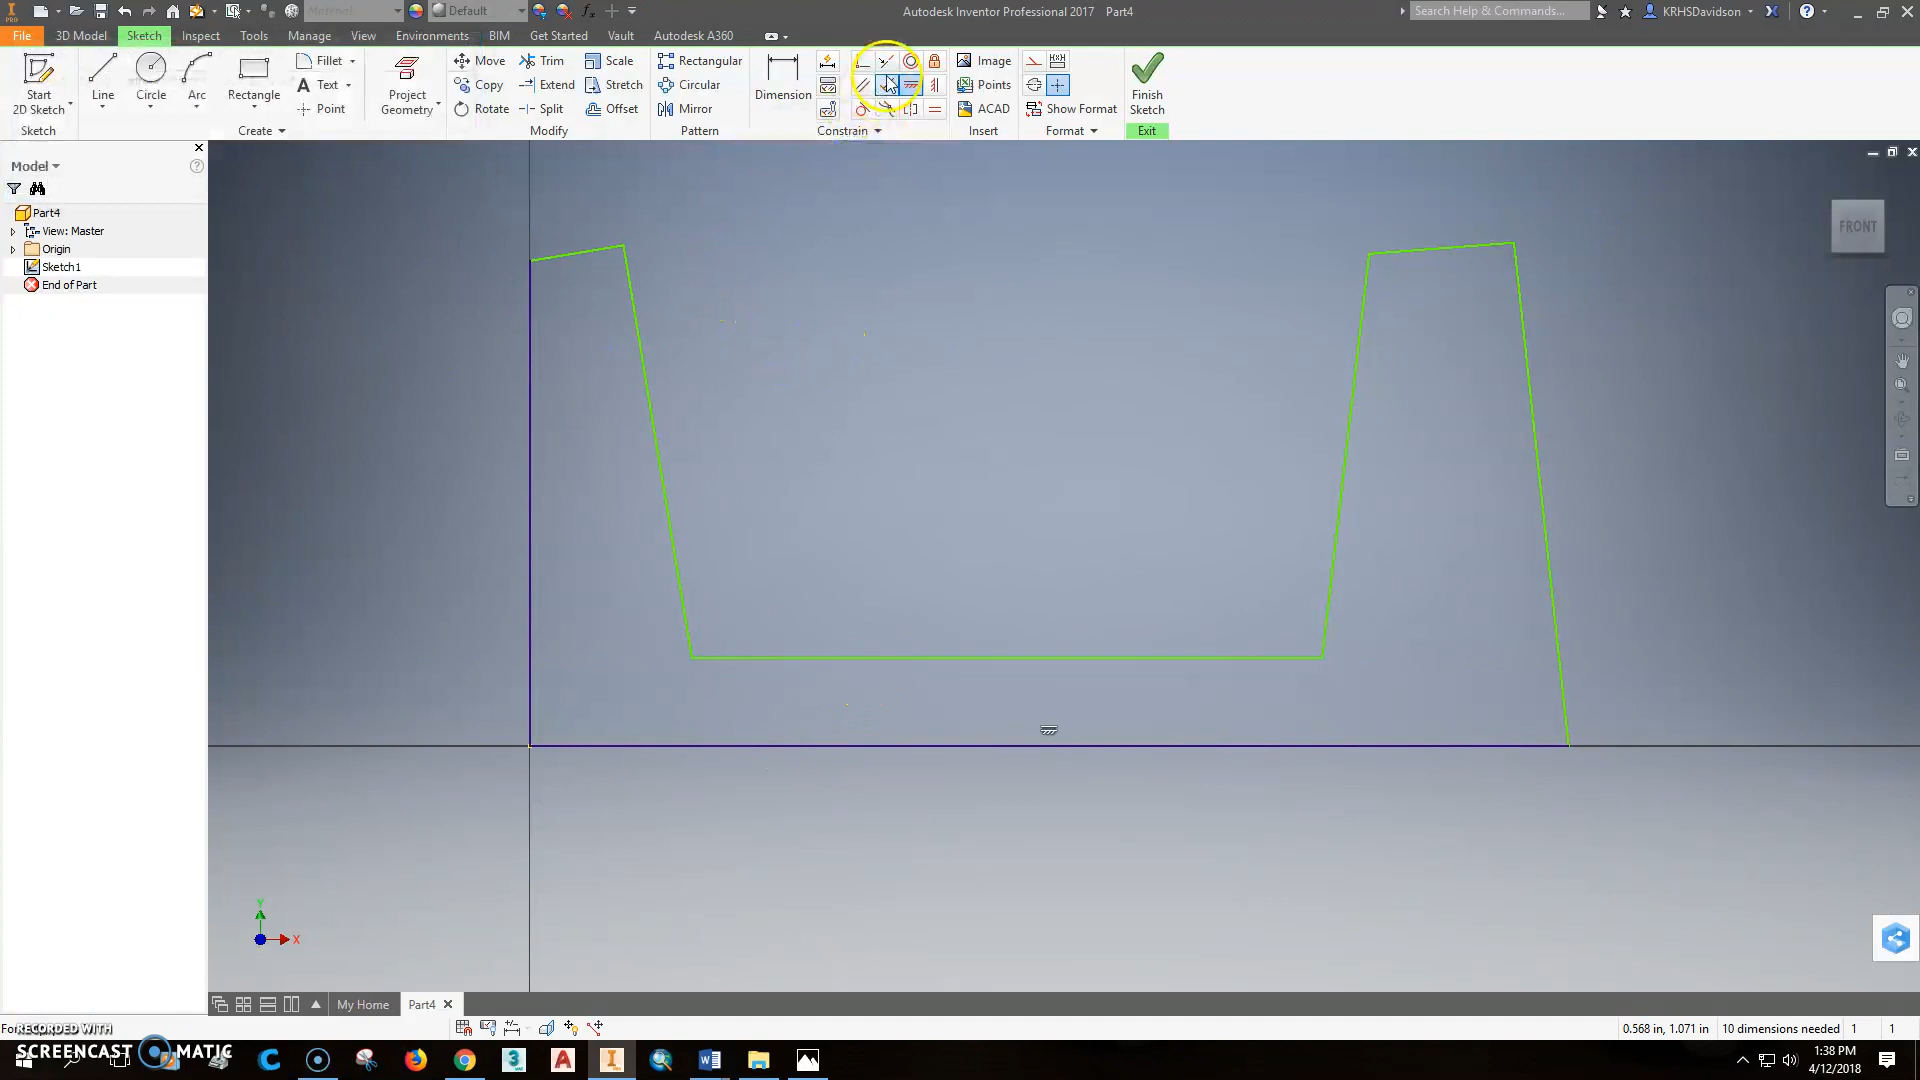 PRO
Material
Default
Autodesk Inventor Professional 2017 Part4
Search Help & Commands...
KRHSDavidson
File 3D Model Sketch Inspect Tools Manage View Environments BIM Get Started Vault Autodesk A360
Start
2D Sketch
Line
Circle
Arc
Rectangle
Fillet
Text
Point
Project
Geometry
Move
Copy
Rotate
Trim
Extend
Split
Scale
Stretch
Offset
Rectangular
Circular
Mirror
Dimension
Image
Points
ACAD
Show Format
Finish
Sketch
Sketch Create Modify Pattern Constrain Insert Format Exit
Model
Part4
View: Master
Origin
Sketch1
End of Part
FRONT
Y
X
My Home Part4
0.568 in, 1.071 in 10 dimensions needed 1 1
RECORDED WITH
SCREENCAST MATIC
1:38 PM
4/12/2018